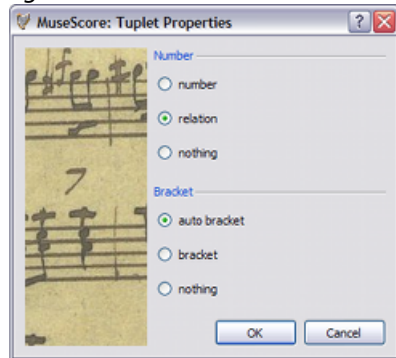 MuseScore: Tuplet Properties
Number
number
relation
nothing
7
Bracket
auto bracket
bracket
nothing
OK Cancel